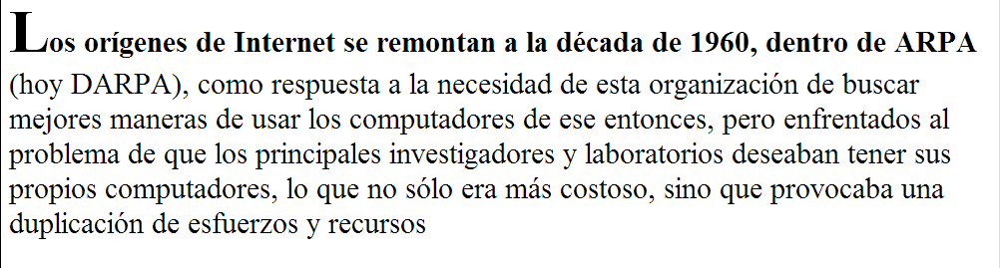 Los orígenes de Internet se remontan a la década de 1960, dentro de ARPA
(hoy DARPA), como respuesta a la necesidad de esta organización de buscar
mejores maneras de usar los computadores de ese entonces, pero enfrentados al
problema de que los principales investigadores y laboratorios deseaban tener sus
propios computadores, lo que no sólo era más costoso, sino que provocaba una
duplicación de esfuerzos y recursos